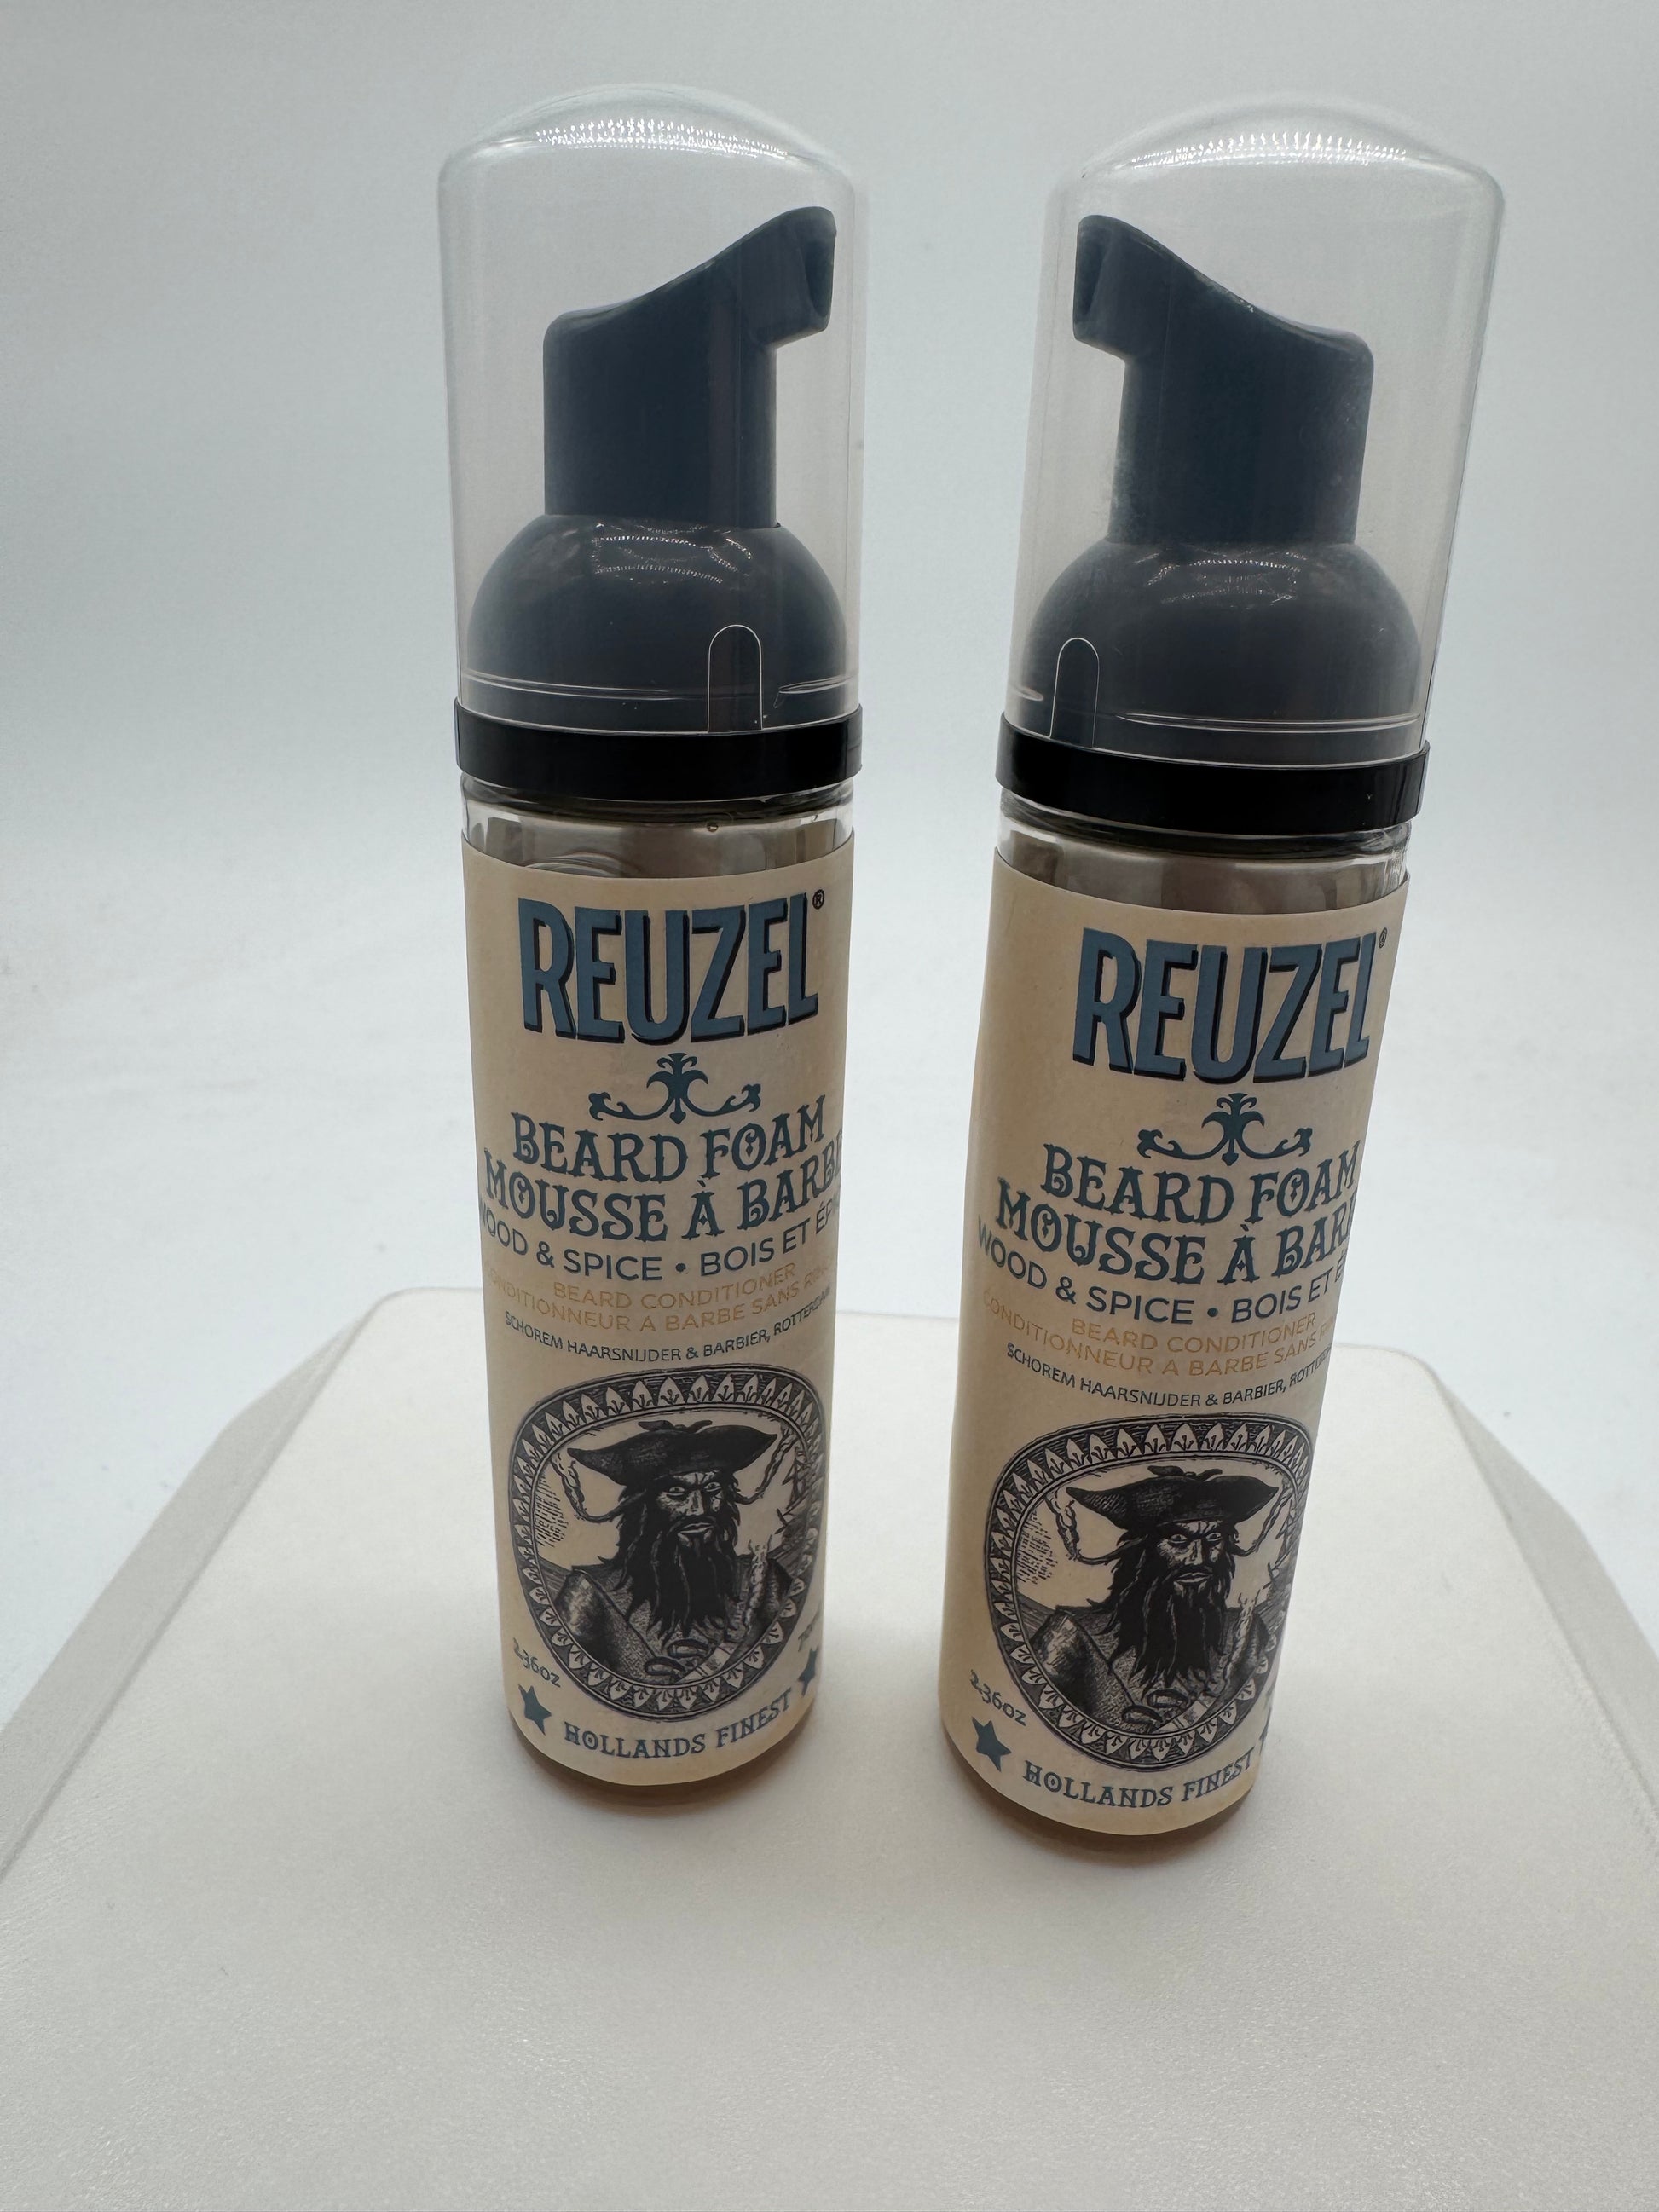 REUZEL®
BEARD FOAM
MOUSSE À BARBE
WOOD & SPICE • BOIS ET
BEARD CONDITIONER
CONDITIONNEUR A BARBE SANS
SCHOREM HAARSNIJDER & BARBIER, ROTTERDAM
2.36oz
HOLLANDS FINEST
REUZEL®
BEARD FOAM
MOUSSE À
WOOD & SPICE • BOIS ET
BEARD CONDITIONER
CONDITIONNEUR A BARBE SANS
SCHOREM HAARSNIJDER & BARBIER,
2.36oz
HOLLANDS FINEST